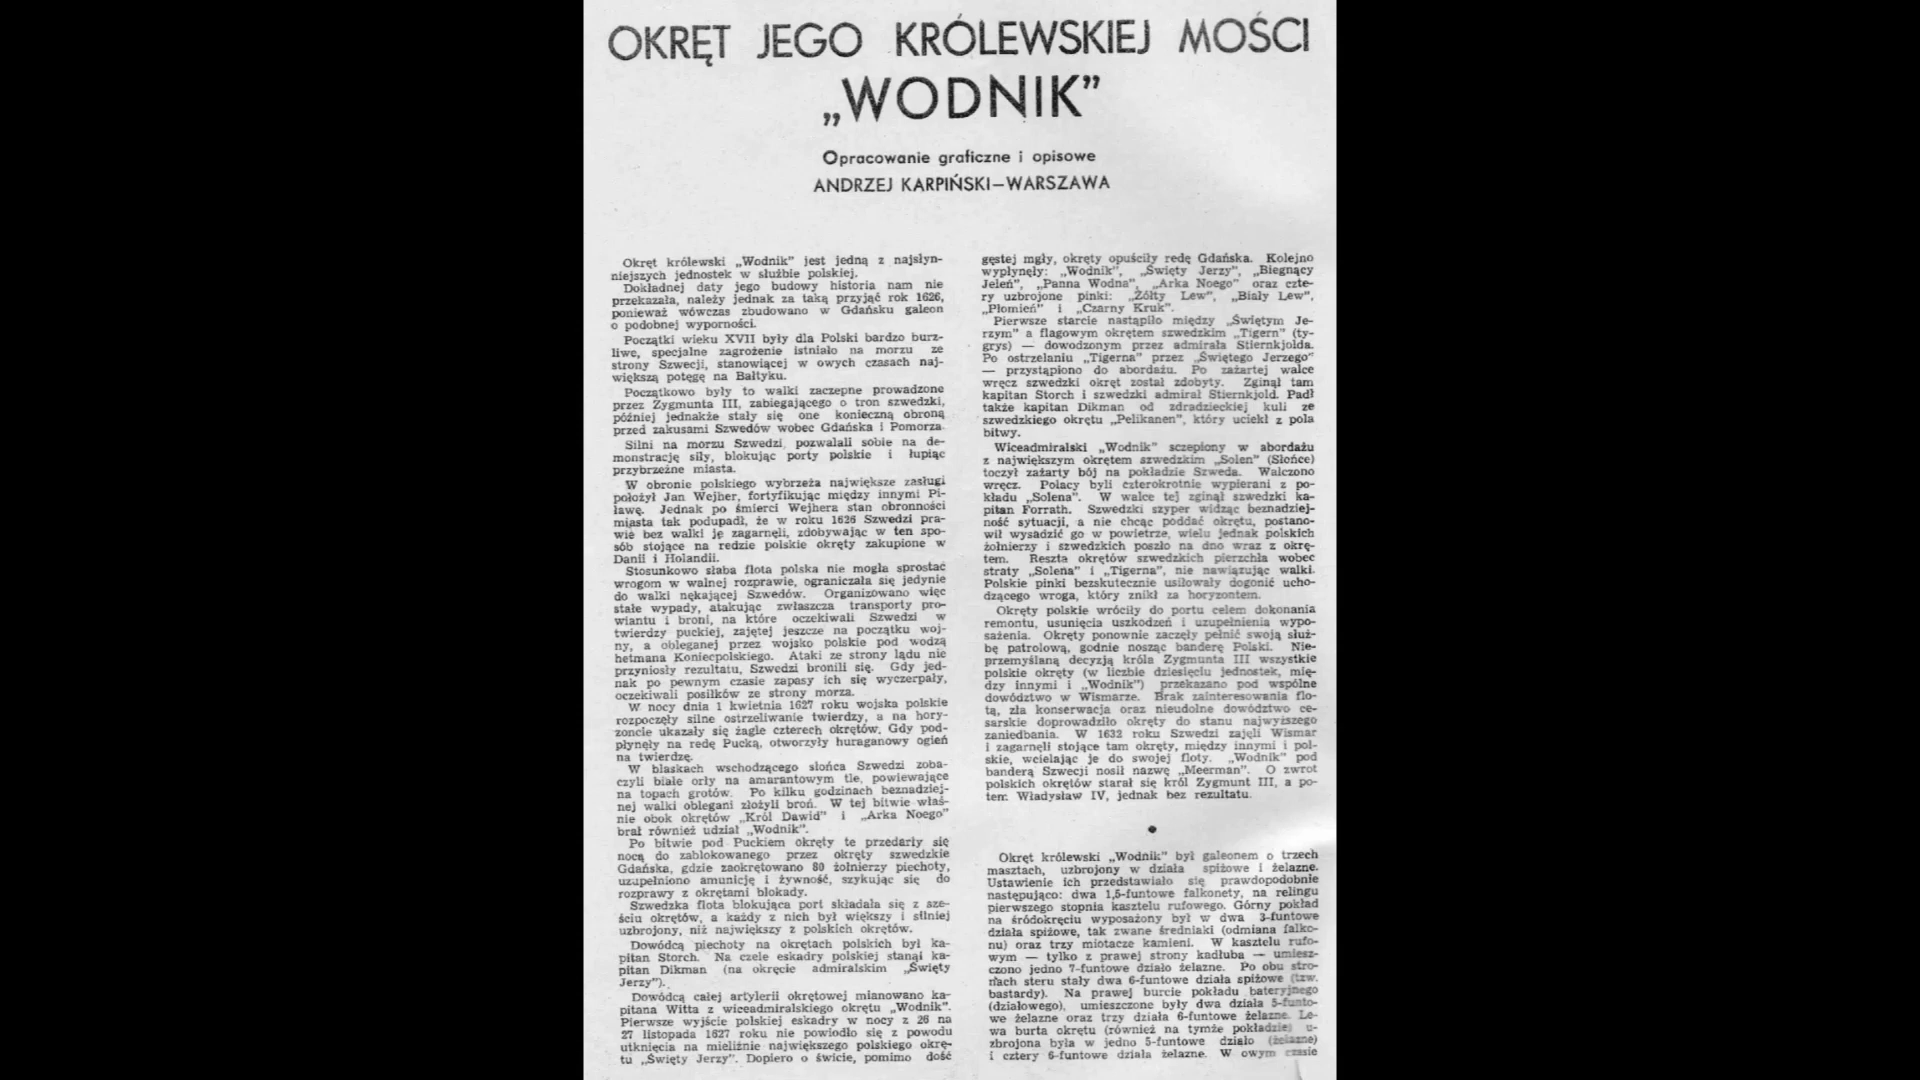 OKRĘT JEGO KRÓLEWSKIEJ MOŚCI
„WODNIK”
Opracowanie graficzne i opisowe
ANDRZEJ KARPIŃSKI—WARSZAWA
Okręt królewski „Wodnik” jest jedną z najsłyn-
niejszych jednostek w służbie polskiej.
Dokładnej daty jego budowy historia nam nie
przekazała, należy jednak za taką przyjąć rok 1626,
ponieważ wówczas zbudowano w Gdańsku galeon
o podobnej wyporności.
Początki wieku XVII były dla Polski bardzo burz-
liwe, specjalne zagrożenie istniało na morzu ze
strony Szwecji, stanowiącej w owych czasach naj-
większą potęgę na Bałtyku.
Początkowo były to walki zaczepne prowadzone
przez Zygmunta III, zabiegającego o tron szwedzki,
później jednakże stały się one konieczną obroną
przed zakusami Szwedów wobec Gdańska i Pomorza.
Silni na morzu Szwedzi, pozwalali sobie na de-
monstrację siły, blokując porty polskie i łupiąc
przybrzeżne miasta.
W obronie polskiego wybrzeża największe zasługi
położył Jan Wejher, fortyfikując między innymi Pi-
ławę. Jednak po śmierci Wejhera stan obronności
miasta tak podupadł, że w roku 1626 Szwedzi pra-
wie bez walki ję zagarnęli, zdobywając w ten spo-
sób stojące na redzie polskie okręty zakupione w
Danii i Holandii.
Stosunkowo słaba flota polska nie mogła sprostać
wrogom w walnej rozprawie, ograniczała się jedynie
do walki nękającej Szwedów. Organizowano więc
stałe wypady, atakując zwłaszcza transporty pro-
wiantu i broni, na które oczekiwali Szwedzi w
twierdzy puckiej, zajętej jeszcze na początku woj-
ny, a obleganej przez wojsko polskie pod wodzą
hetmana Koniecpolskiego. Ataki ze strony lądu nie
przyniosły rezultatu, Szwedzi bronili się. Gdy jed-
nak po pewnym czasie zapasy ich się wyczerpały,
oczekiwali posiłków ze strony morza.
W nocy dnia 1 kwietnia 1627 roku wojska polskie
rozpoczęły silne ostrzeliwanie twierdzy, a na hory-
zoncie ukazały się żagle czterech okrętów. Gdy pod-
płynęły na redę Pucką, otworzyły huraganowy ogień
na twierdzę.
W blaskach wschodzącego słońca Szwedzi zoba-
czyli białe orły na amarantowym tle, powiewające
na topach grotów. Po kilku godzinach beznadziej-
nej walki oblegani złożyli broń. W tej bitwie właś-
nie obok okrętów „Król Dawid” i „Arka Noego”
brał również udział „Wodnik”.
Po bitwie pod Puckiem okręty te przedarły się
nocą do zablokowanego przez okręty szwedzkie
Gdańska, gdzie zaokrętowano 80 żołnierzy piechoty,
uzupełniono amunicję i żywność, szykując się do
rozprawy z okrętami blokady.
Szwedzka flota blokująca port składała się z sze-
ściu okrętów, a każdy z nich był większy i silniej
uzbrojony, niż największy z polskich okrętów.
Dowódcą piechoty na okrętach polskich był ka-
pitan Storch. Na czele eskadry polskiej stanął ka-
pitan Dikman (na okręcie admiralskim „Święty
Jerzy”).
Dowódcą całej artylerii okrętowej mianowano ka-
pitana Witta z wiceadmiralskiego okrętu „Wodnik”.
Pierwsze wyjście polskiej eskadry w nocy z 26 na
27 listopada 1627 roku nie powiodło się z powodu
utknięcia na mieliźnie największego polskiego okrę-
tu „Święty Jerzy”. Dopiero o świcie, pomimo dość
gęstej mgły, okręty opuściły redę Gdańska. Kolejno
wypłynęły: „Wodnik”, „Święty Jerzy”, „Biegnący
Jeleń”, „Panna Wodna”, „Arka Noego” oraz czte-
ry uzbrojone pinki: „Żółty Lew”, „Biały Lew”,
„Płomień” i „Czarny Kruk”.
Pierwsze starcie nastąpiło między „Świętym Je-
rzym” a flagowym okrętem szwedzkim „Tigern” (ty-
grys) — dowodzonym przez admirała Stiernkjolda.
Po ostrzelaniu „Tigerna” przez „Świętego Jerzego”
— przystąpiono do abordażu. Po zażartej walce
wręcz szwedzki okręt został zdobyty. Zginął tam
kapitan Storch i szwedzki admirał Stiernkjold. Padł
także kapitan Dikman od zdradzieckiej kuli ze
szwedzkiego okrętu „Pelikanen”, który uciekł z pola
bitwy.
Wiceadmiralski „Wodnik” sczepiony w abordażu
z największym okrętem szwedzkim „Solen” (Słońce)
toczył zażarty bój na pokładzie Szweda. Walczono
wręcz. Polacy byli czterokrotnie wypierani z po-
kładu „Solena”. W walce tej zginął szwedzki ka-
pitan Forrath. Szwedzki szyper widząc beznadziej-
ność sytuacji, a nie chcąc poddać okrętu, postano-
wił wysadzić go w powietrze, wielu jednak polskich
żołnierzy i szwedzkich poszło na dno wraz z okrę-
tem. Reszta okrętów szwedzkich pierzchła wobec
straty „Solena” i „Tigerna”, nie nawiązując walki.
Polskie pinki bezskutecznie usiłowały dogonić ucho-
dzącego wroga, który znikł za horyzontem.
Okręty polskie wróciły do portu celem dokonania
remontu, usunięcia uszkodzeń i uzupełnienia wypo-
sażenia. Okręty ponownie zaczęły pełnić swoją służ-
bę patrolową, godnie nosząc banderę Polski. Nie-
przemyślaną decyzją króla Zygmunta III wszystkie
polskie okręty (w liczbie dziesięciu jednostek, mię-
dzy innymi i „Wodnik”) przekazano pod wspólne
dowództwo w Wismarze. Brak zainteresowania flo-
tą, zła konserwacja oraz nieudolne dowództwo ce-
sarskie doprowadziło okręty do stanu najwyższego
zaniedbania. W 1632 roku Szwedzi zajęli Wismar
i zagarnęli stojące tam okręty, między innymi i pol-
skie, wcielając je do swojej floty. „Wodnik” pod
banderą Szwecji nosił nazwę „Meerman”. O zwrot
polskich okrętów starał się król Zygmunt III, a po-
tem Władysław IV, jednak bez rezultatu.
●
Okręt królewski „Wodnik” był galeonem o trzech
masztach, uzbrojony w działa spiżowe i żelazne.
Ustawienie ich przedstawiało się prawdopodobnie
następująco: dwa 1,5-funtowe falkonety, na relingu
pierwszego stopnia kasztelu rufowego. Górny pokład
na śródokręciu wyposażony był w dwa 3-funtowe
działa spiżowe, tak zwane średniaki (odmiana falko-
nu) oraz trzy miotacze kamieni. W kasztelu rufo-
wym — tylko z prawej strony kadłuba — umiesz-
czono jedno 7-funtowe działo żelazne. Po obu stro-
nach steru stały dwa 6-funtowe działa spiżowe (tzw.
bastardy). Na prawej burcie pokładu bateryjnego
(działowego), umieszczone były dwa działa 5-funto-
we żelazne oraz trzy działa 6-funtowe żelazne. Le-
wa burta okrętu (również na tymże pokładzie) u-
zbrojona była w jedno 5-funtowe działo (żelazne)
i cztery 6-funtowe działa żelazne. W owym czasie